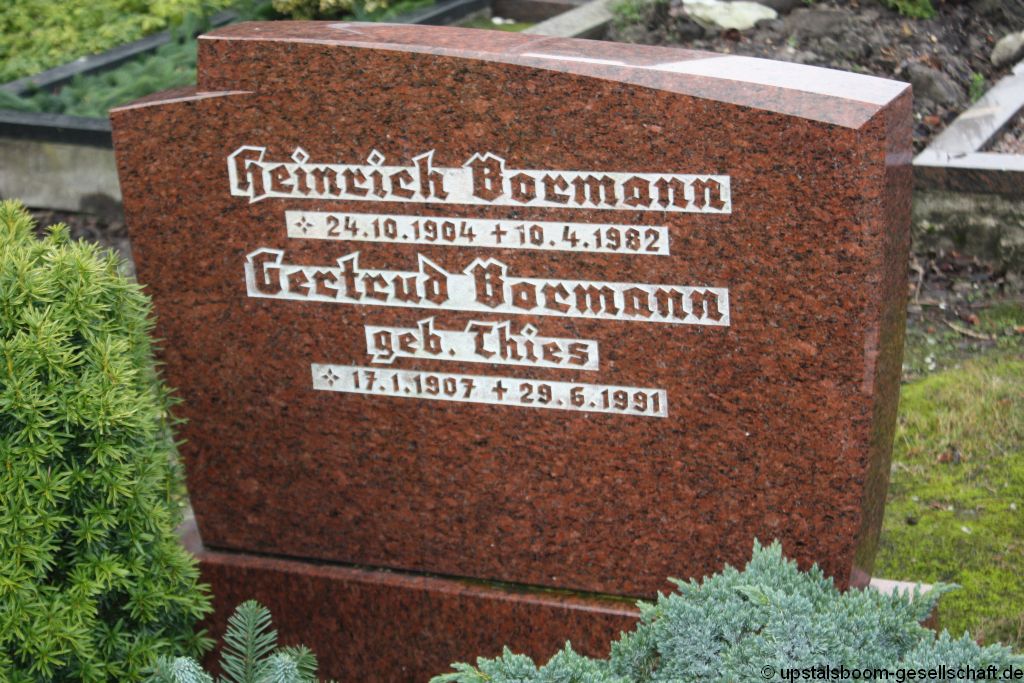 Heinrich Bormann
✧ 24.10.1904 + 10.4.1982
Gertrud Bormann
geb. Thies
✧ 17.1.1907 + 29.6.1991
© upstalsboom-gesellschaft.de